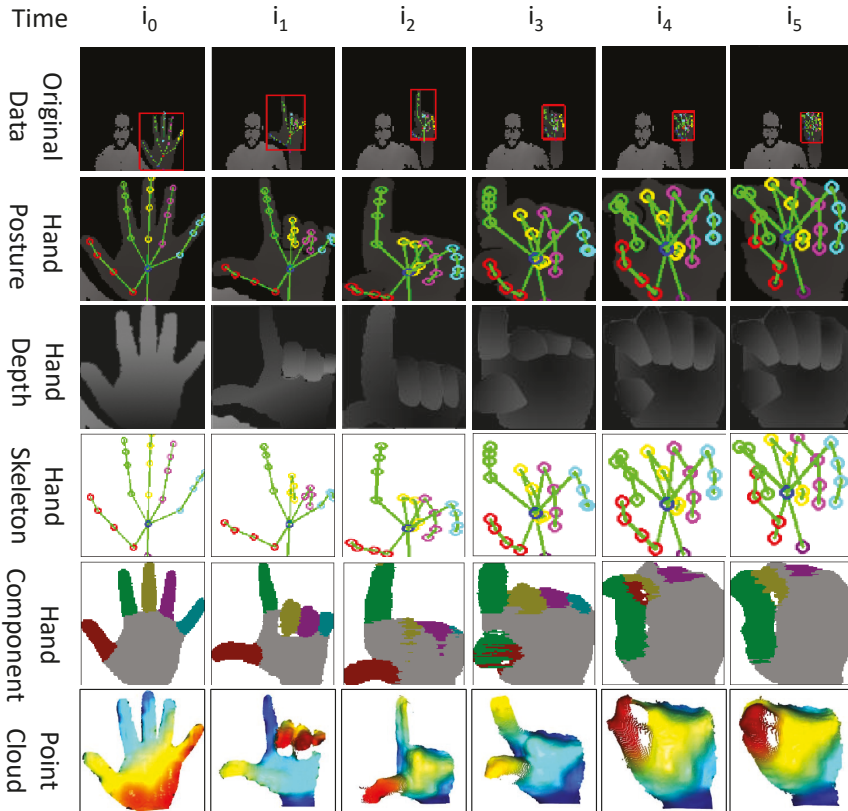 Time i₀ i₁ i₂ i₃ i₄ i₅
Original
Data
Hand
Posture
Hand
Depth
Hand
Skeleton
Hand
Component
Point
Cloud